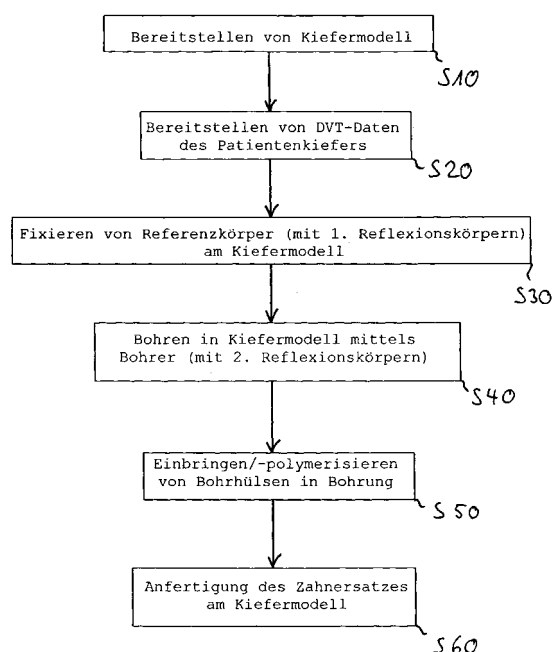 Bereitstellen von Kiefermodell
S10
Bereitstellen von DVT-Daten
des Patientenkiefers
S20
Fixieren von Referenzkörper (mit 1. Reflexionskörpern)
am Kiefermodell
S30
Bohren in Kiefermodell mittels
Bohrer (mit 2. Reflexionskörpern)
S40
Einbringen/-polymerisieren
von Bohrhülsen in Bohrung
S50
Anfertigung des Zahnersatzes
am Kiefermodell
S60